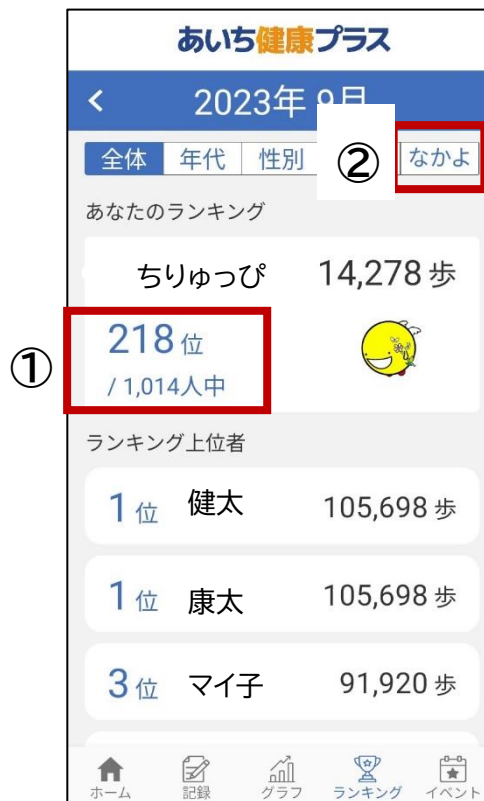 あいち健康プラス
< 2023年 9月
全体 年代 性別 ② なかよ
あなたのランキング
ちりゅっぴ 14,278 歩
① 218 位
/ 1,014人中
ランキング上位者
1 位 健太 105,698 歩
1 位 康太 105,698 歩
3 位 マイ子 91,920 歩
ホーム 記録 グラフ ランキング イベント